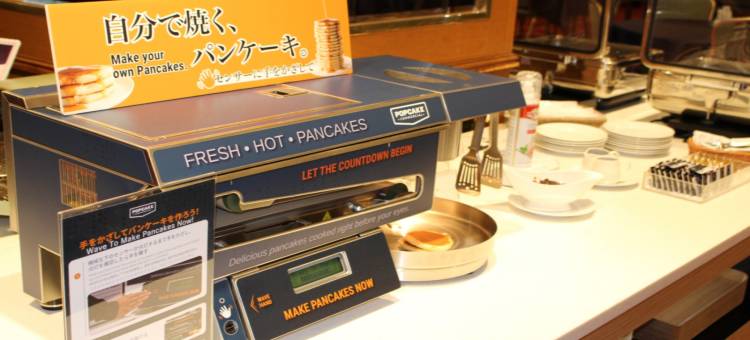 自分で焼く、
パンケーキ。
Make your
own Pancakes.
センサーに手をかざして
POPCAKE
FRESH • HOT • PANCAKES
LET THE COUNTDOWN BEGIN
POPCAKE
手をかざしてパンケーキを作ろう!
Wave To Make Pancakes Now!
Delicious pancakes cooked right before your eyes.
WAVE
HAND
MAKE PANCAKES NOW